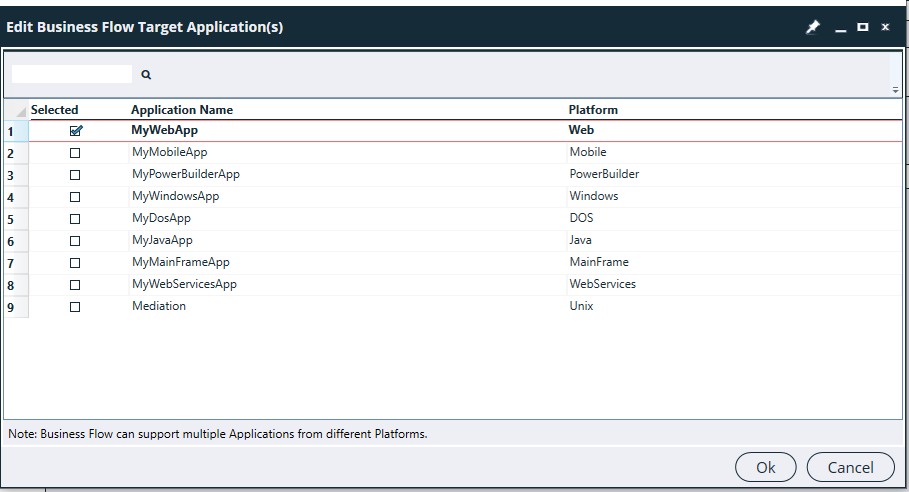 Edit Business Flow Target Application(s)
Selected Application Name Platform
1 MyWebApp Web
2 MyMobileApp Mobile
3 MyPowerBuilderApp PowerBuilder
4 MyWindowsApp Windows
5 MyDosApp DOS
6 MyJavaApp Java
7 MyMainFrameApp MainFrame
8 MyWebServicesApp WebServices
9 Mediation Unix
Note: Business Flow can support multiple Applications from different Platforms.
Ok Cancel